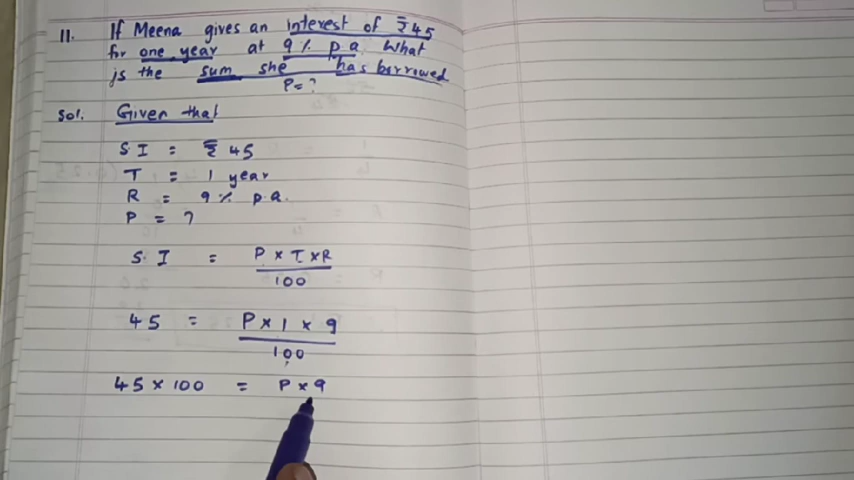 11. If Meena gives an interest of ₹45
for one year at 9% p a. What
is the sum she has borrowed
P = ?
Sol. Given that
S I = ₹ 45
T = 1 year
R = 9 % p.a.
P = ?
S. I = P × T × R
100
45 = P × 1 × 9
100
45 × 100 = P × 9